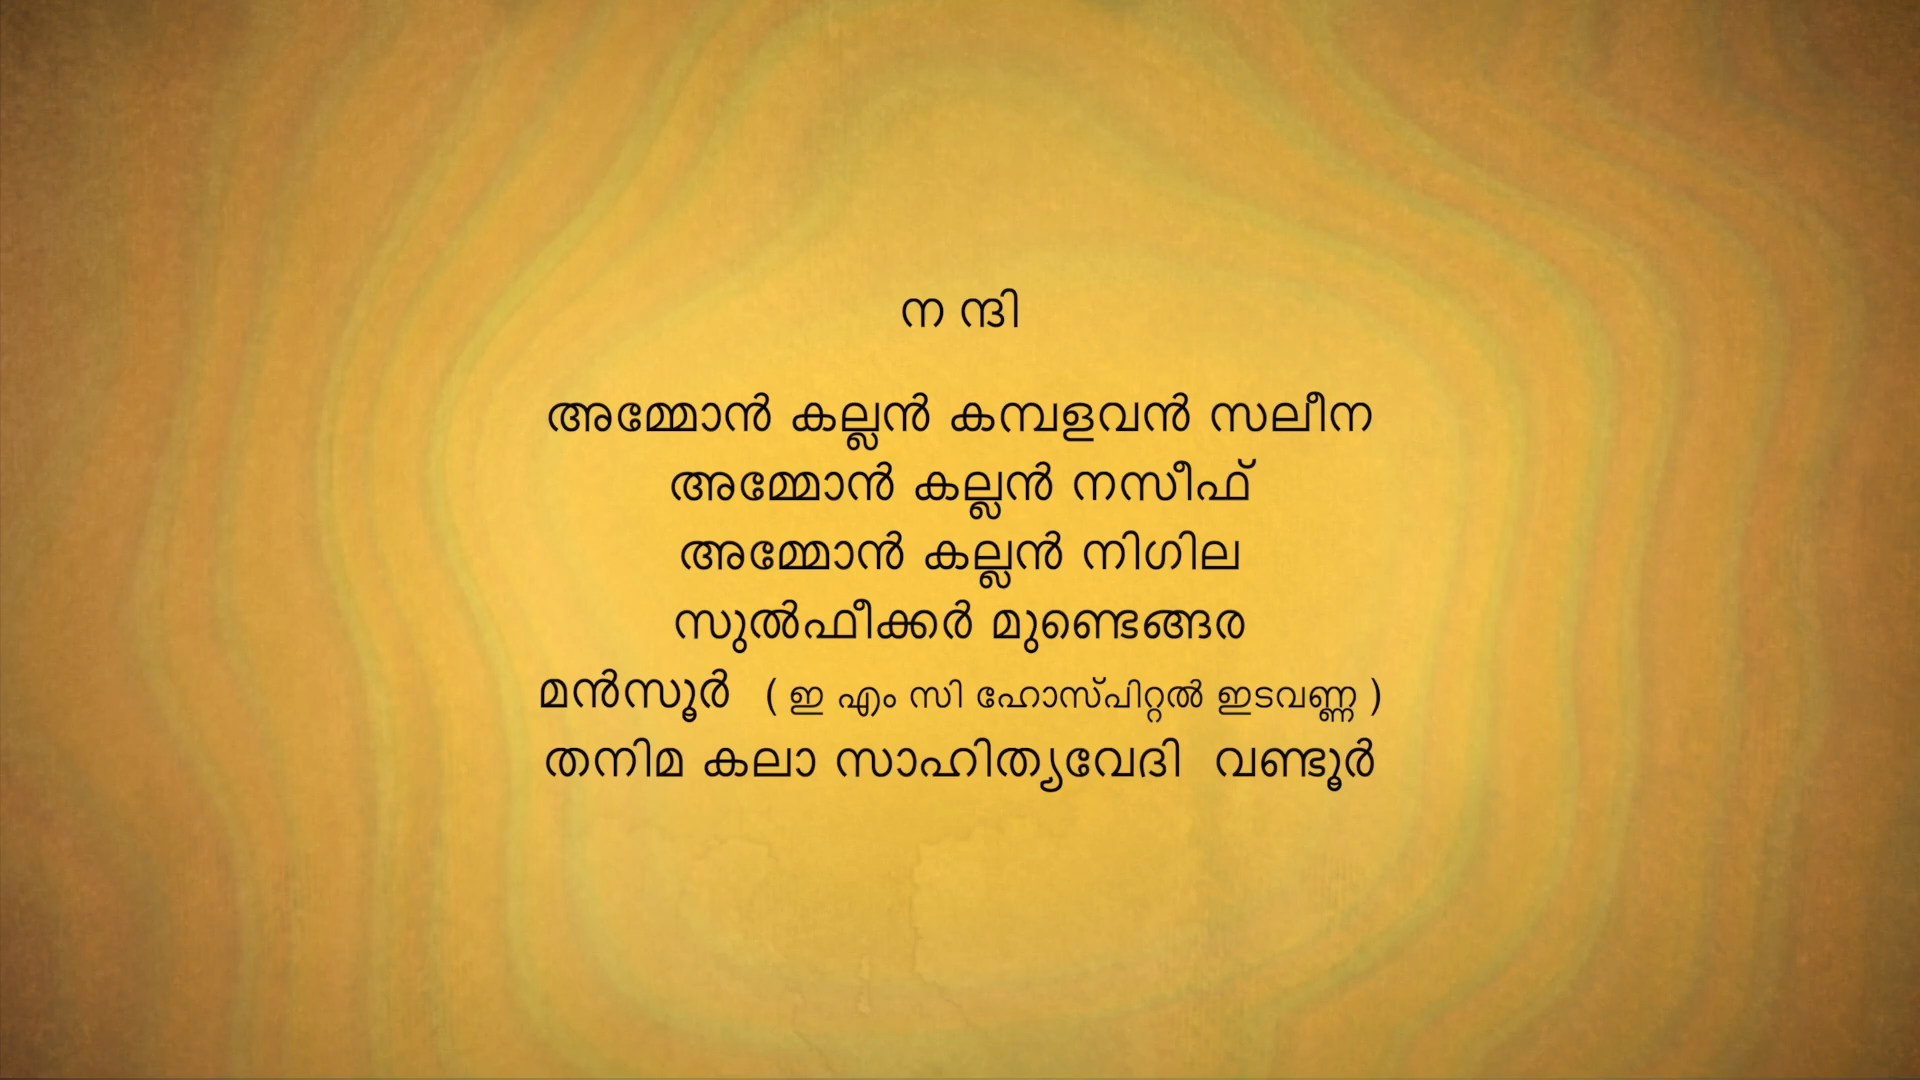 ന ന്ദി
അമ്മോൻ കല്ലൻ കമ്പളവൻ സലീന
അമ്മോൻ കല്ലൻ നസീഫ്
അമ്മോൻ കല്ലൻ നിഗില
സുൽഫീക്കർ മുണ്ടെങ്ങര
മൻസൂർ ( ഇ എം സി ഹോസ്പിറ്റൽ ഇടവണ്ണ )
തനിമ കലാ സാഹിത്യവേദി വണ്ടൂർ